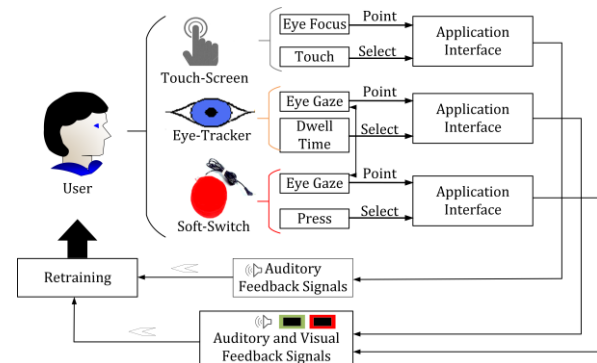 Eye Focus
Point
Touch
Select
Application
Interface
Touch-Screen
Eye Gaze
Point
Dwell
Time
Select
Application
Interface
Eye-Tracker
User
Eye Gaze
Point
Press
Select
Application
Interface
Soft-Switch
Retraining
Auditory
Feedback Signals
Auditory and Visual
Feedback Signals